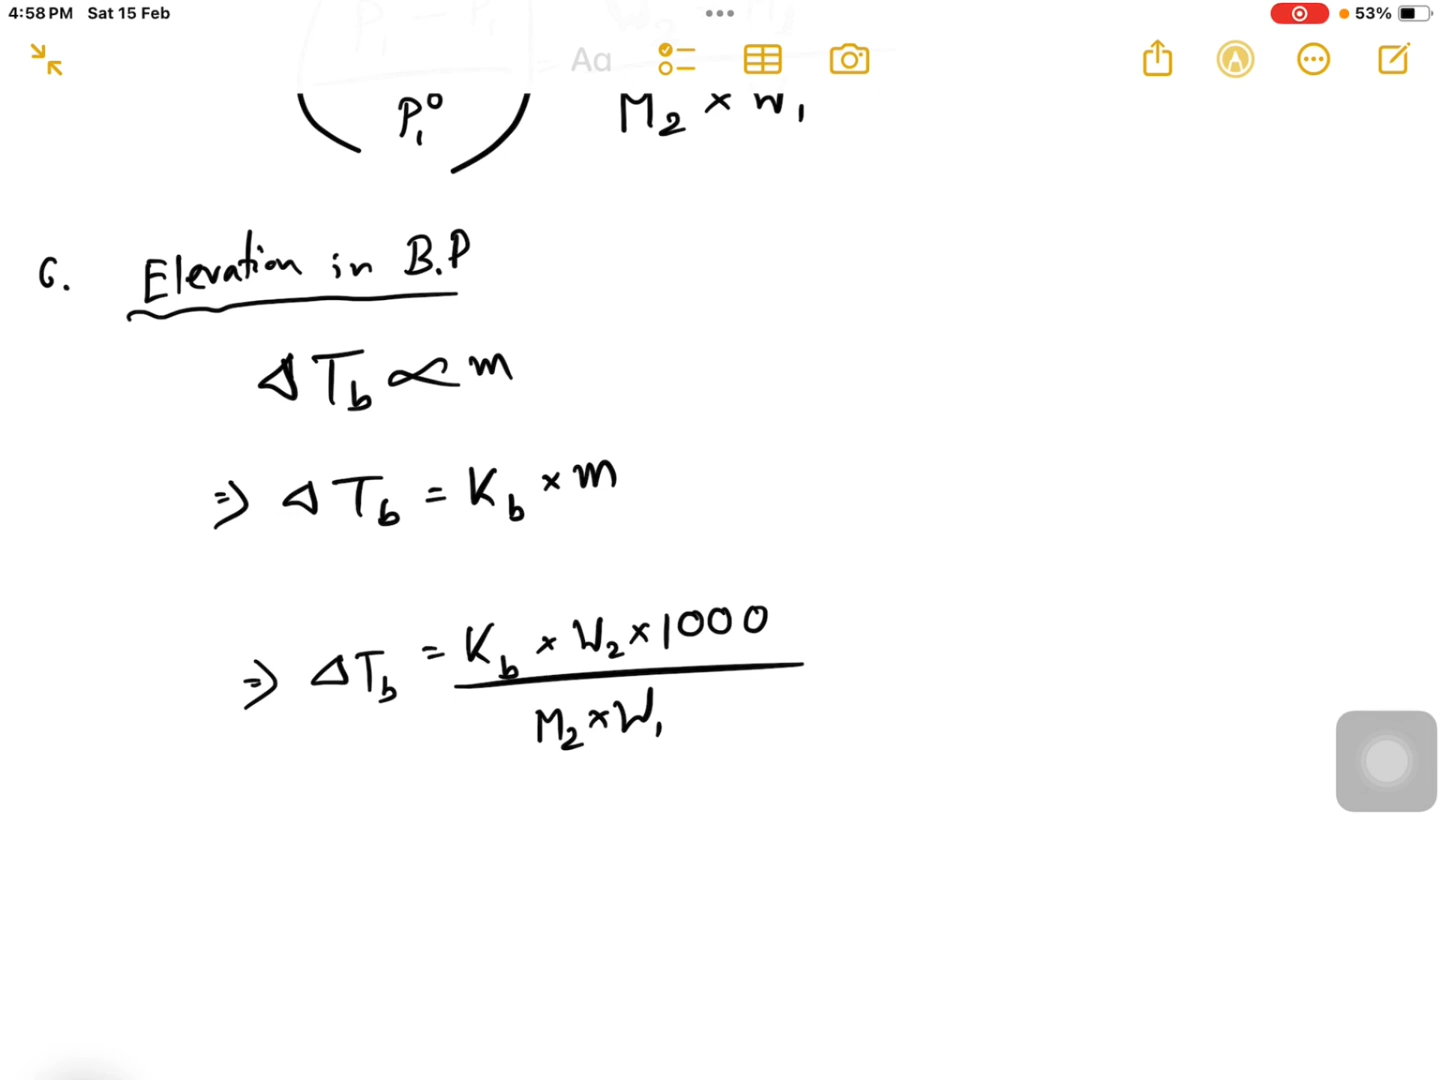 4:58 PM Sat 15 Feb
53%
Aa
P₁⁰ M₂ × W₁
6. Elevation in B.P
ΔT_b ∝ m
⇒ ΔT_b = K_b × m
⇒ ΔT_b = K_b × W₂ × 1000
M₂ × W₁